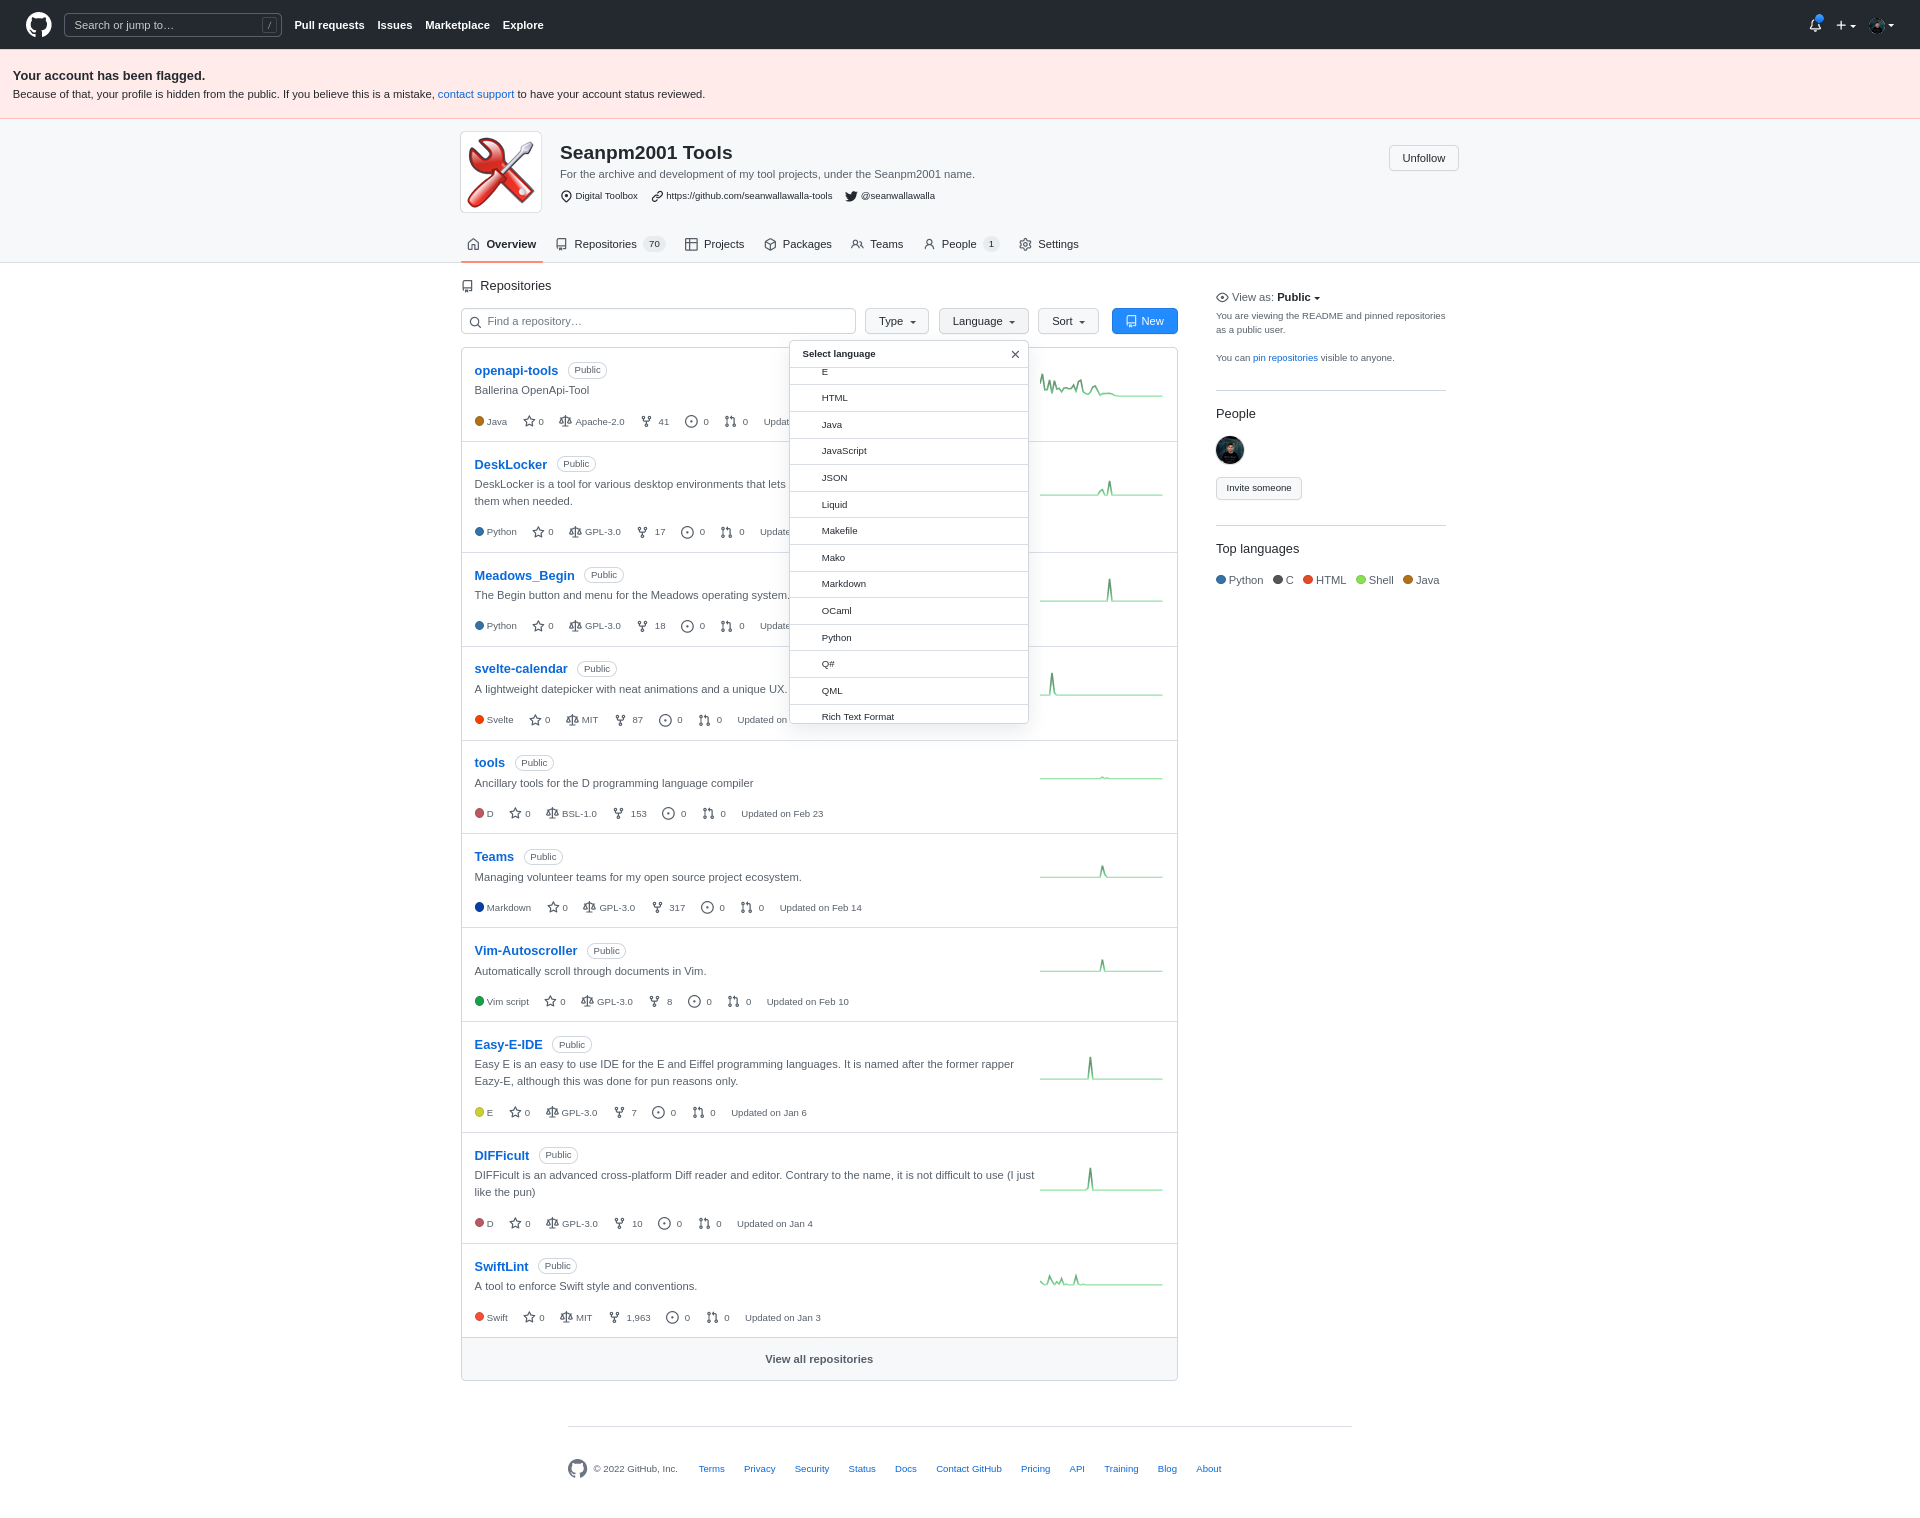 Search or jump to… / Pull requests Issues Marketplace Explore
Your account has been flagged.
Because of that, your profile is hidden from the public. If you believe this is a mistake, contact support to have your account status reviewed.
Seanpm2001 Tools
Unfollow
For the archive and development of my tool projects, under the Seanpm2001 name.
Digital Toolbox https://github.com/seanwallawalla-tools @seanwallawalla
Overview Repositories 70 Projects Packages Teams People 1 Settings
Repositories
Find a repository… Type Language Sort New
Select language
E
HTML
Java
JavaScript
JSON
Liquid
Makefile
Mako
Markdown
OCaml
Python
Q#
QML
Rich Text Format
openapi-tools Public
Ballerina OpenApi-Tool
Java 0 Apache-2.0 41 0 0 Updat
DeskLocker Public
DeskLocker is a tool for various desktop environments that lets
them when needed.
Python 0 GPL-3.0 17 0 0 Update
Meadows_Begin Public
The Begin button and menu for the Meadows operating system.
Python 0 GPL-3.0 18 0 0 Update
svelte-calendar Public
A lightweight datepicker with neat animations and a unique UX.
Svelte 0 MIT 87 0 0 Updated on
tools Public
Ancillary tools for the D programming language compiler
D 0 BSL-1.0 153 0 0 Updated on Feb 23
Teams Public
Managing volunteer teams for my open source project ecosystem.
Markdown 0 GPL-3.0 317 0 0 Updated on Feb 14
Vim-Autoscroller Public
Automatically scroll through documents in Vim.
Vim script 0 GPL-3.0 8 0 0 Updated on Feb 10
Easy-E-IDE Public
Easy E is an easy to use IDE for the E and Eiffel programming languages. It is named after the former rapper
Eazy-E, although this was done for pun reasons only.
E 0 GPL-3.0 7 0 0 Updated on Jan 6
DIFFicult Public
DIFFicult is an advanced cross-platform Diff reader and editor. Contrary to the name, it is not difficult to use (I just
like the pun)
D 0 GPL-3.0 10 0 0 Updated on Jan 4
SwiftLint Public
A tool to enforce Swift style and conventions.
Swift 0 MIT 1,963 0 0 Updated on Jan 3
View all repositories
View as: Public
You are viewing the README and pinned repositories
as a public user.
You can pin repositories visible to anyone.
People
Invite someone
Top languages
Python C HTML Shell Java
© 2022 GitHub, Inc. Terms Privacy Security Status Docs Contact GitHub Pricing API Training Blog About